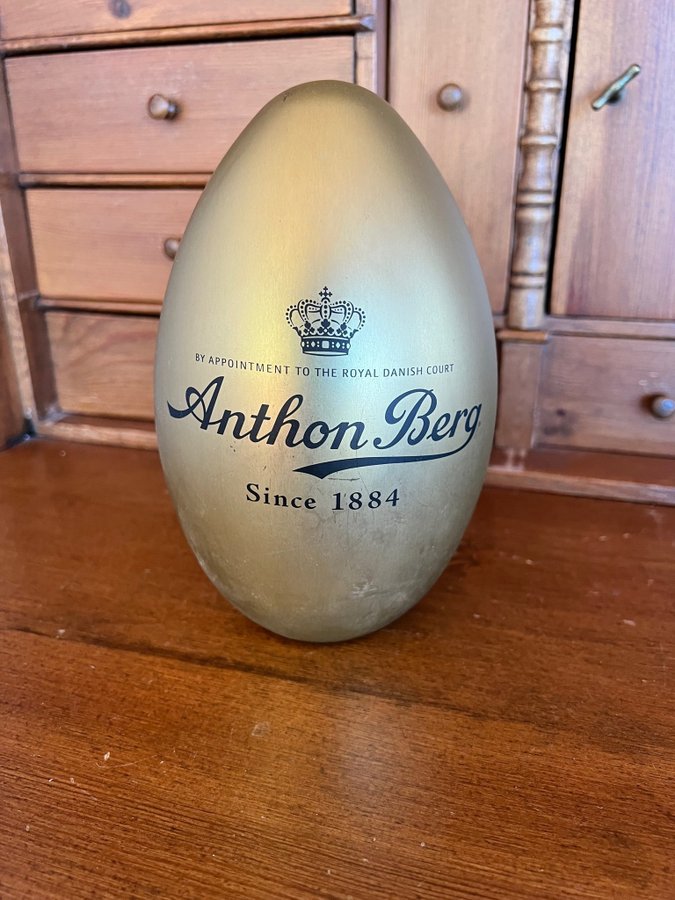 BY APPOINTMENT TO THE ROYAL DANISH COURT
Anthon Berg
Since 1884